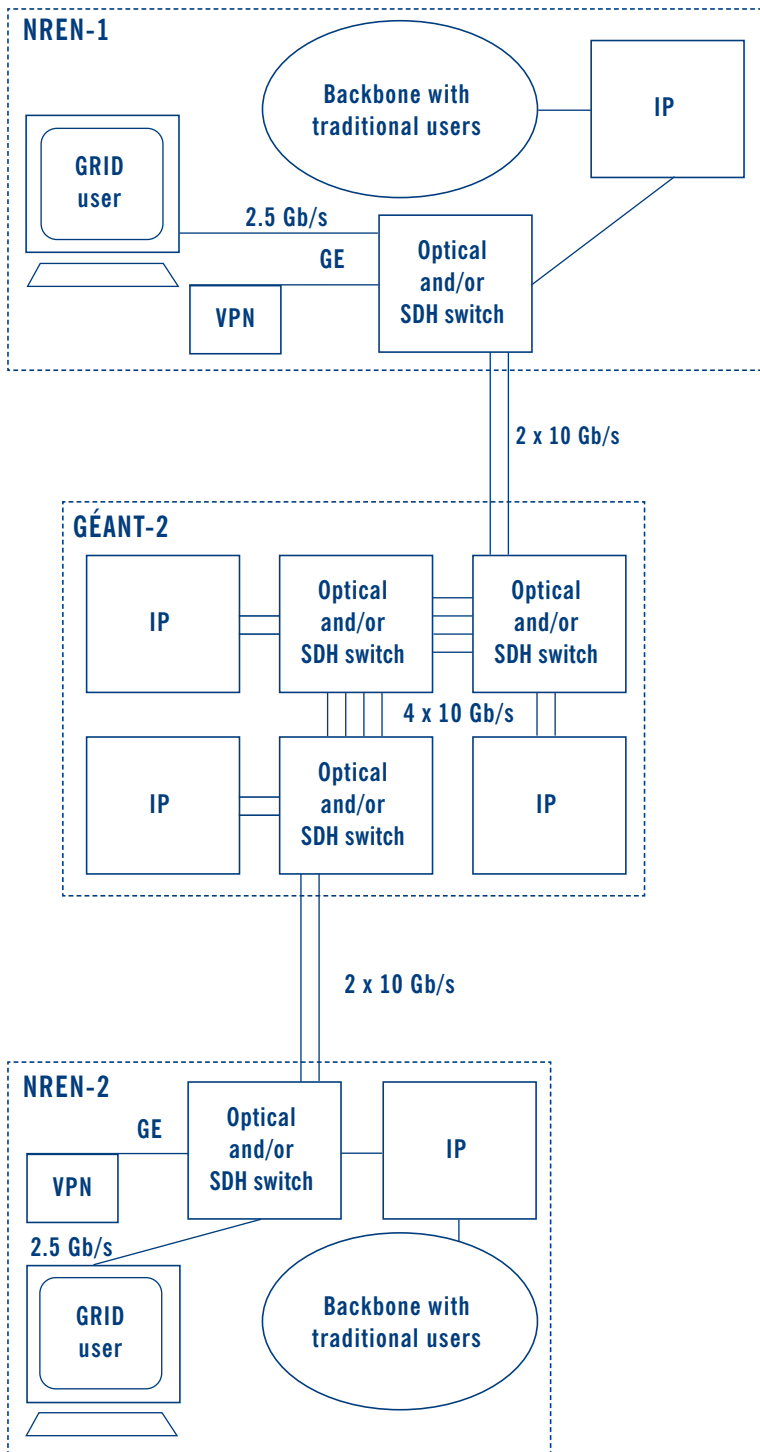 NREN-1
Backbone with
traditional users
IP
GRID
user
2.5 Gb/s
GE
VPN
Optical
and/or
SDH switch
2 x 10 Gb/s
GÉANT-2
IP
Optical
and/or
SDH switch
Optical
and/or
SDH switch
4 x 10 Gb/s
IP
Optical
and/or
SDH switch
IP
2 x 10 Gb/s
NREN-2
GE
VPN
Optical
and/or
SDH switch
IP
2.5 Gb/s
GRID
user
Backbone with
traditional users